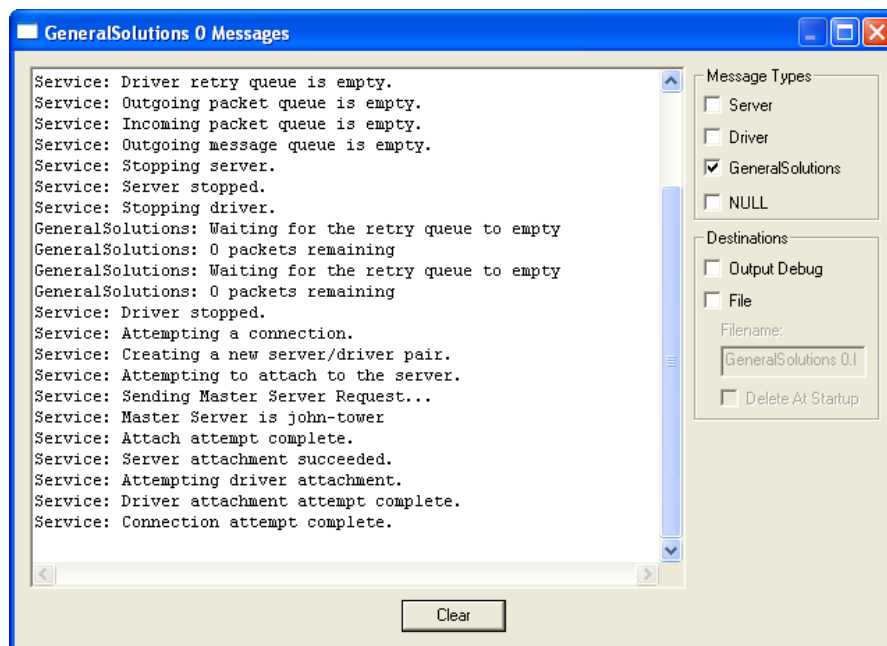 GeneralSolutions 0 Messages
Service: Driver retry queue is empty.
Service: Outgoing packet queue is empty.
Service: Incoming packet queue is empty.
Service: Outgoing message queue is empty.
Service: Stopping server.
Service: Server stopped.
Service: Stopping driver.
GeneralSolutions: Waiting for the retry queue to empty
GeneralSolutions: 0 packets remaining
GeneralSolutions: Waiting for the retry queue to empty
GeneralSolutions: 0 packets remaining
Service: Driver stopped.
Service: Attempting a connection.
Service: Creating a new server/driver pair.
Service: Attempting to attach to the server.
Service: Sending Master Server Request...
Service: Master Server is john-tower
Service: Attach attempt complete.
Service: Server attachment succeeded.
Service: Attempting driver attachment.
Service: Driver attachment attempt complete.
Service: Connection attempt complete.
Message Types
Server
Driver
GeneralSolutions
NULL
Destinations
Output Debug
File
Filename:
GeneralSolutions 0.l
Delete At Startup
Clear